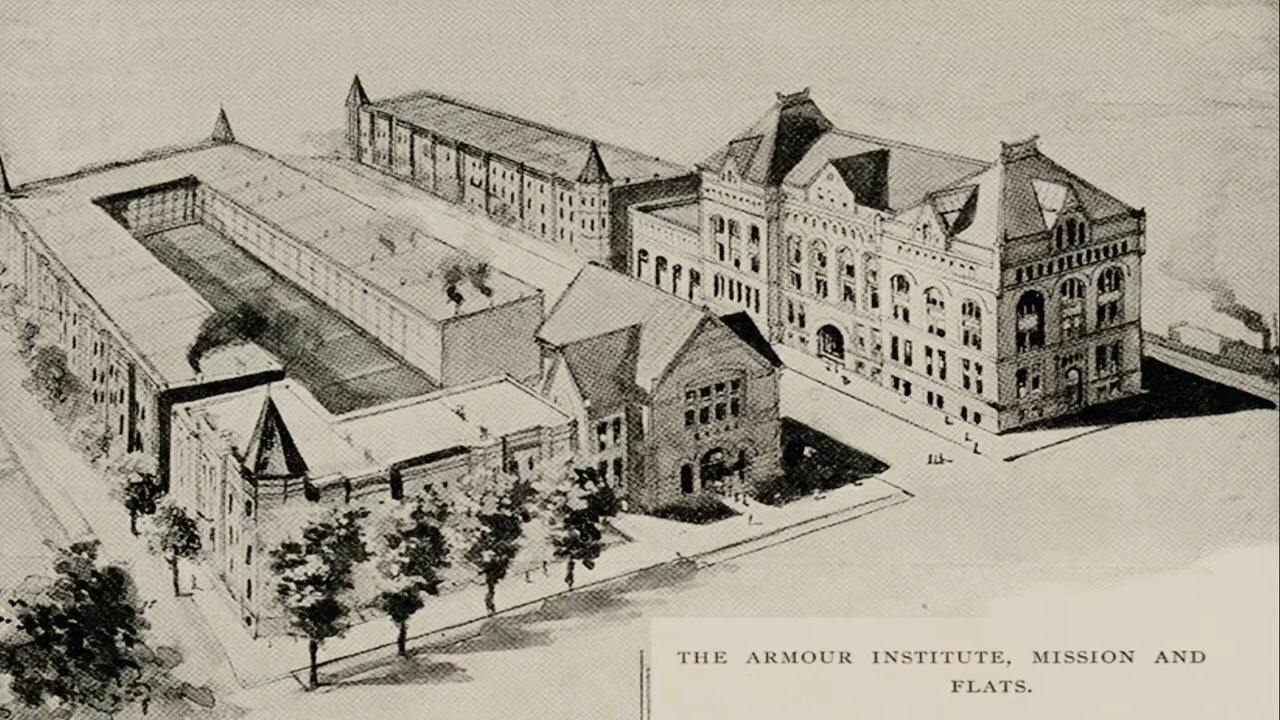 THE ARMOUR INSTITUTE, MISSION AND
FLATS.